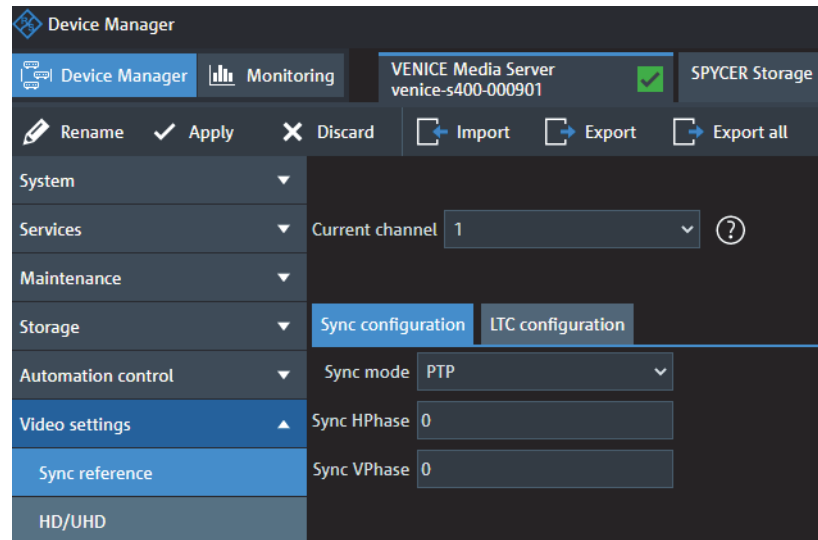 Device Manager
Device Manager
Monitoring
VENICE Media Server
venice-s400-000901
SPYCER Storage
Rename
Apply
Discard
Import
Export
Export all
System
Services
Current channel 1
Maintenance
Storage
Sync configuration
LTC configuration
Automation control
Sync mode PTP
Video settings
Sync HPhase 0
Sync reference
Sync VPhase 0
HD/UHD